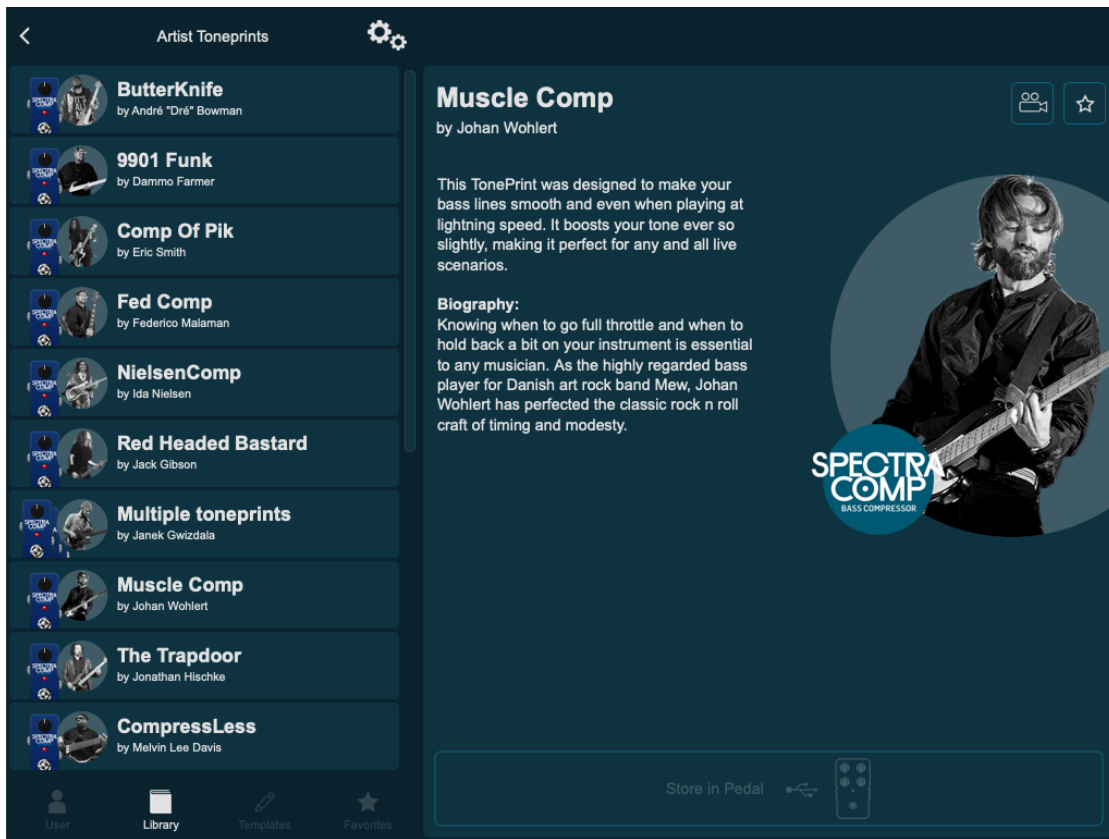 Artist Toneprints
ButterKnife
by André "Dré" Bowman
9901 Funk
by Dammo Farmer
Comp Of Pik
by Eric Smith
Fed Comp
by Federico Malaman
NielsenComp
by Ida Nielsen
Red Headed Bastard
by Jack Gibson
Multiple toneprints
by Janek Gwizdala
Muscle Comp
by Johan Wohlert
The Trapdoor
by Jonathan Hischke
CompressLess
by Melvin Lee Davis
User
Library
Templates
Favorites
Muscle Comp
by Johan Wohlert
This TonePrint was designed to make your
bass lines smooth and even when playing at
lightning speed. It boosts your tone ever so
slightly, making it perfect for any and all live
scenarios.
Biography:
Knowing when to go full throttle and when to
hold back a bit on your instrument is essential
to any musician. As the highly regarded bass
player for Danish art rock band Mew, Johan
Wohlert has perfected the classic rock n roll
craft of timing and modesty.
SPECTRA
COMP
BASS COMPRESSOR
Store in Pedal